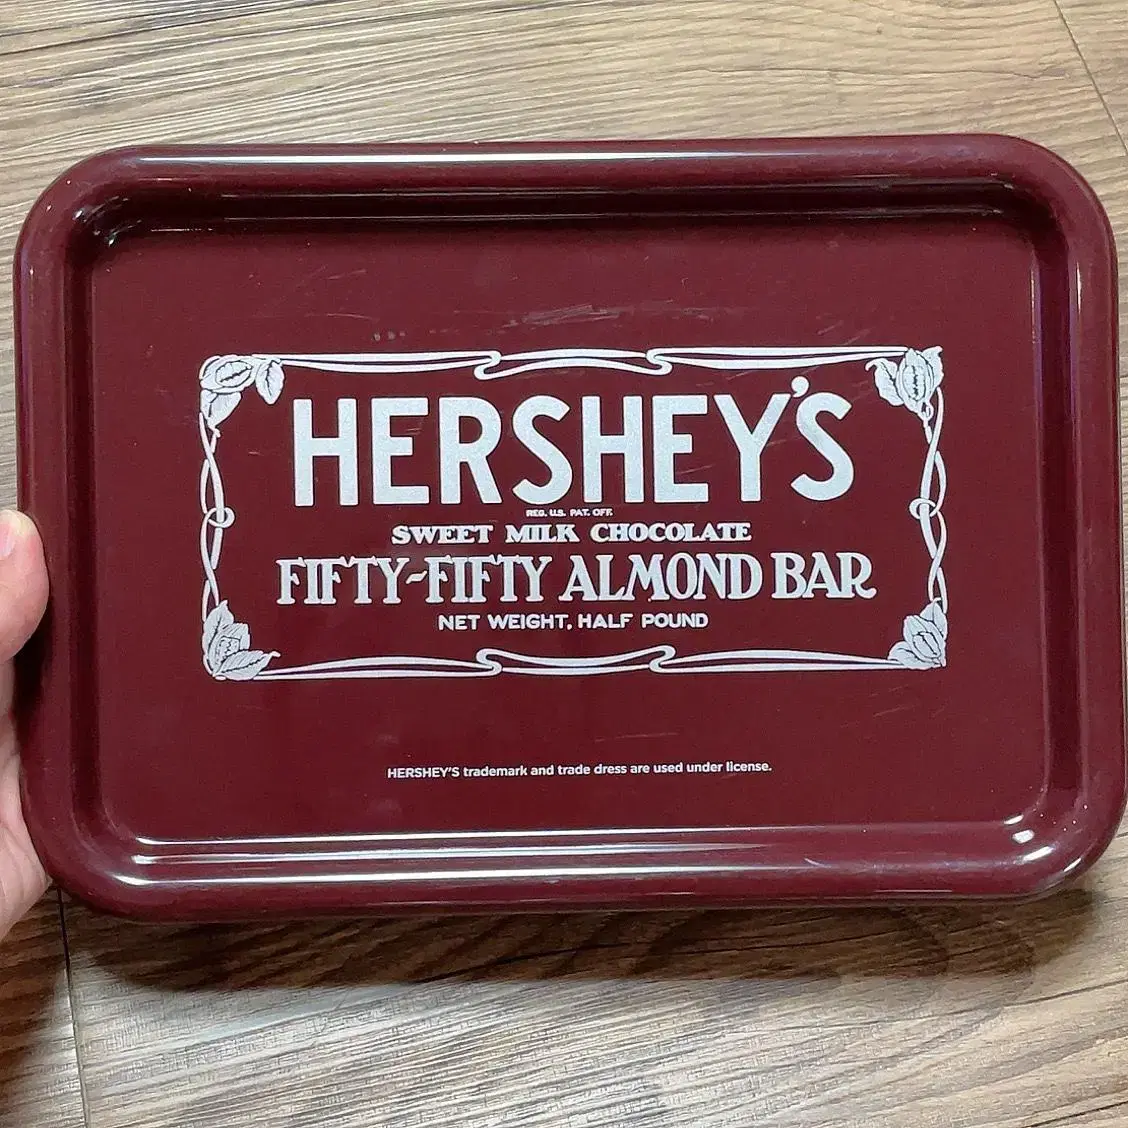 HERSHEY'S
REG. U.S. PAT. OFF.
SWEET MILK CHOCOLATE
FIFTY-FIFTY ALMOND BAR
NET WEIGHT, HALF POUND
HERSHEY'S trademark and trade dress are used under license.